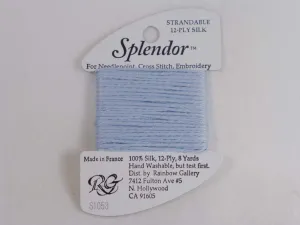 STRANDABLE
12-PLY SILK
Splendor™
For Needlepoint, Cross Stitch, Embroidery
Made in France
100% Silk, 12-Ply, 8 Yards
Hand Washable, but test first.
Dist. by Rainbow Gallery
7412 Fulton Ave #5
N. Hollywood
CA 91605
RG